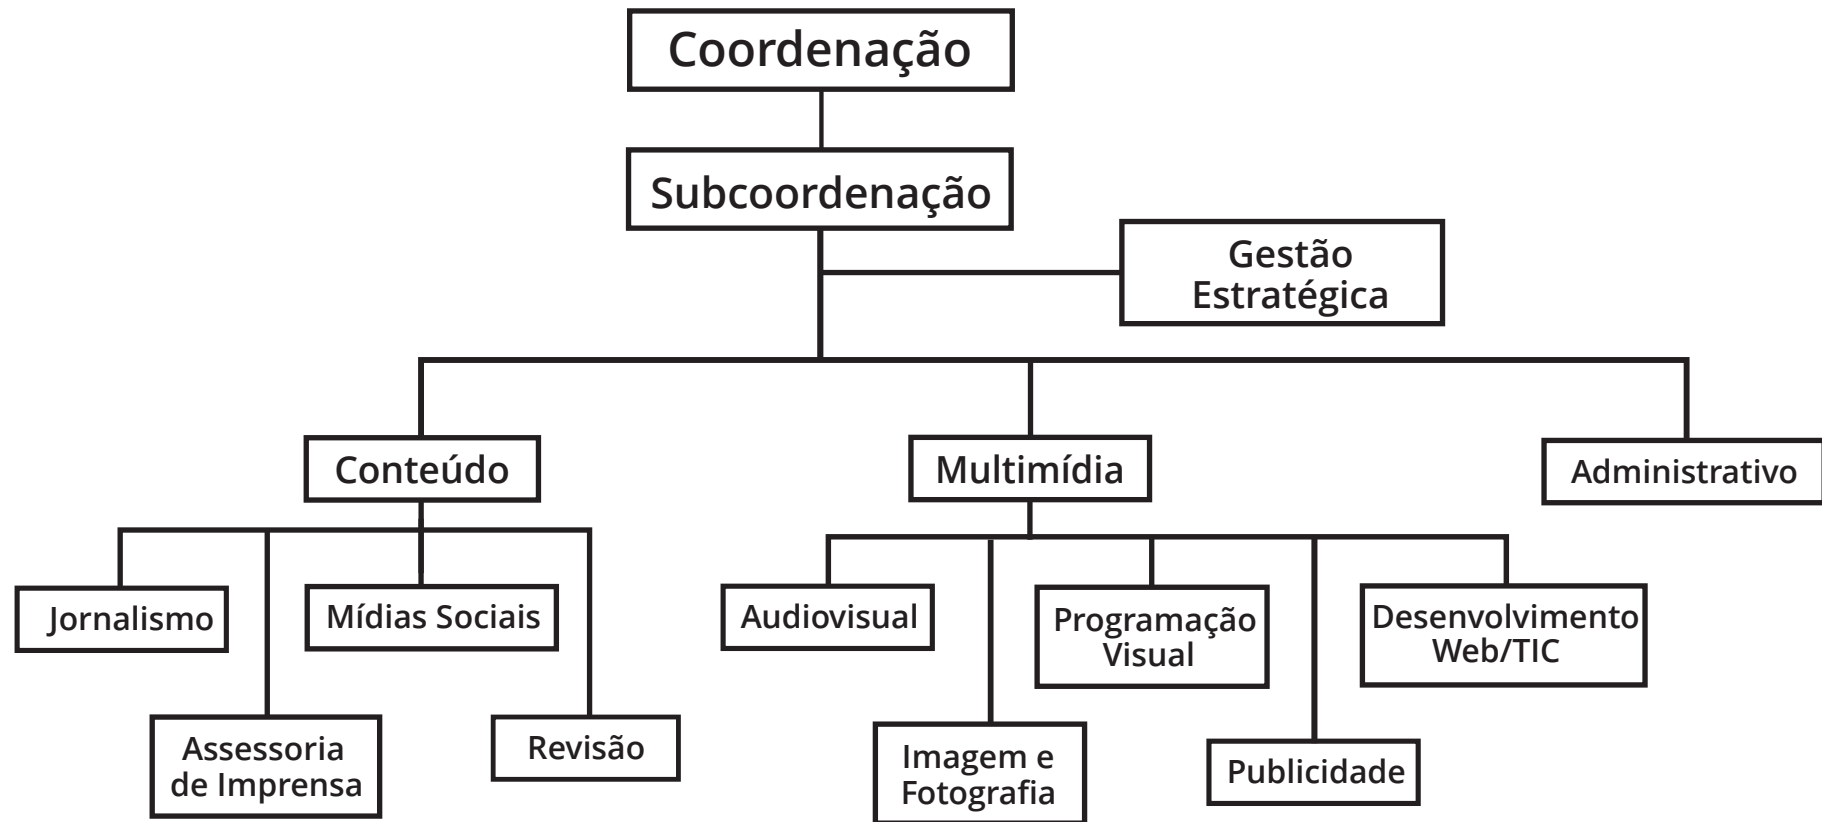 Coordenação
Subcoordenação
Gestão
Estratégica
Conteúdo
Multimídia
Administrativo
Jornalismo
Mídias Sociais
Assessoria
de Imprensa
Revisão
Audiovisual
Programação
Visual
Desenvolvimento
Web/TIC
Imagem e
Fotografia
Publicidade